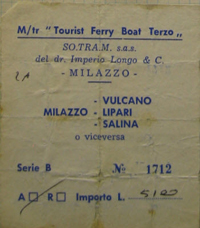 M/tr " Tourist Ferry Boat Terzo „
SO.TRA.M. s.a.s.
del dr. Imperio Longo & C.
- MILAZZO -
- VULCANO
MILAZZO - LIPARI
- SALINA
o viceversa
Serie B № 1712
A □ R □ Importo L.